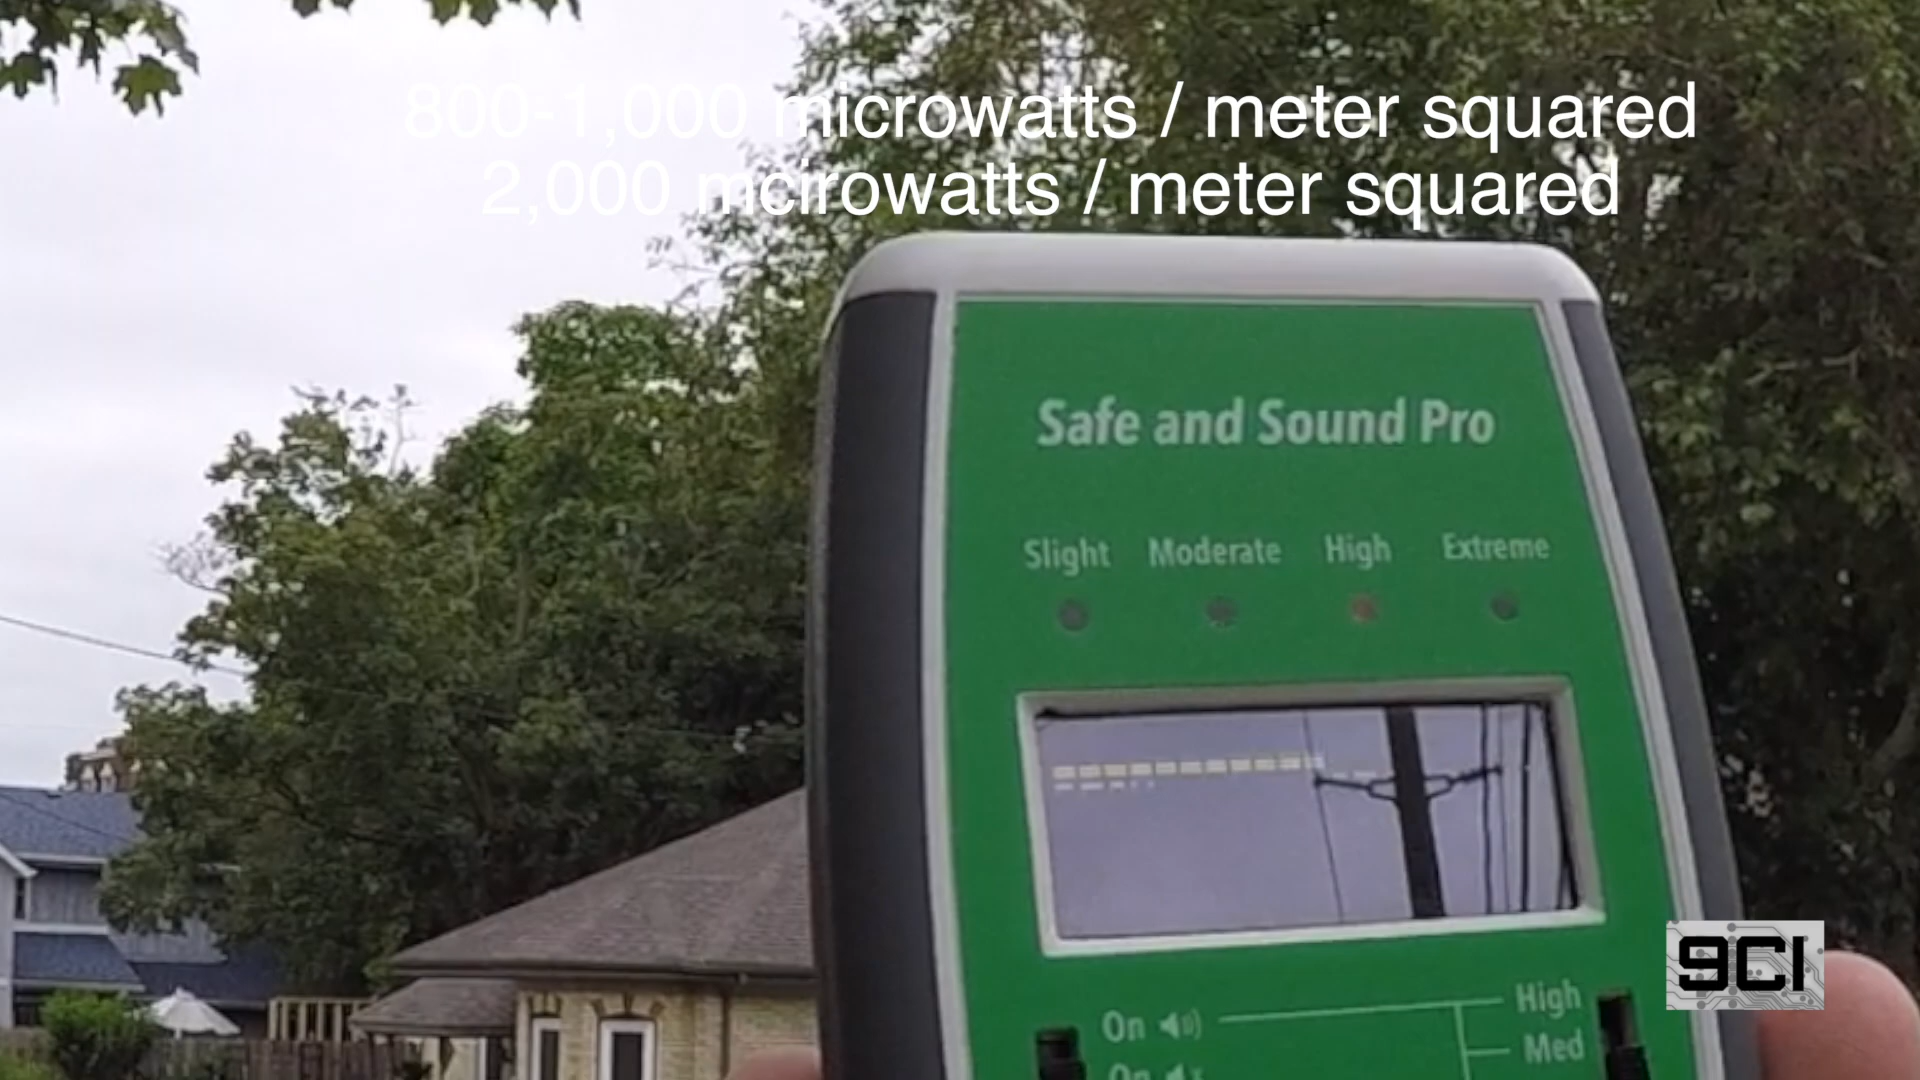 800-1,000 microwatts / meter squared
2,000 mcirowatts / meter squared
Safe and Sound Pro
Slight Moderate High Extreme
On High
Med
On
9CI